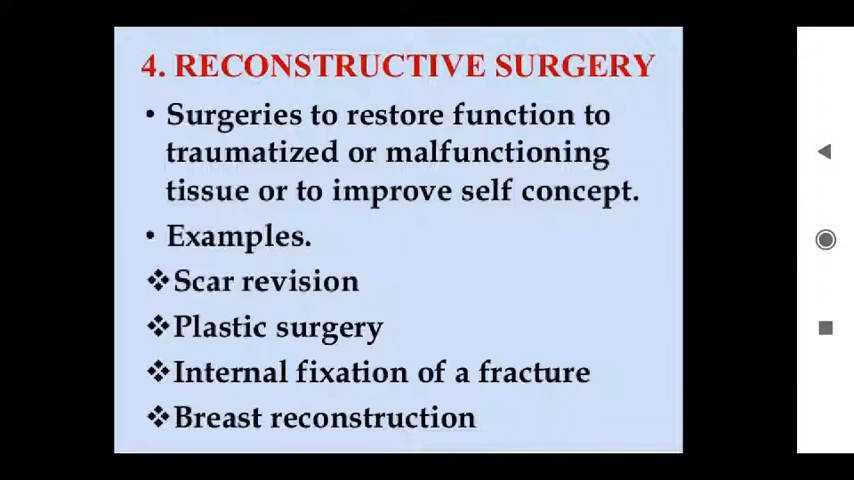 4. RECONSTRUCTIVE SURGERY
• Surgeries to restore function to
traumatized or malfunctioning
tissue or to improve self concept.
• Examples.
❖Scar revision
❖Plastic surgery
❖Internal fixation of a fracture
❖Breast reconstruction